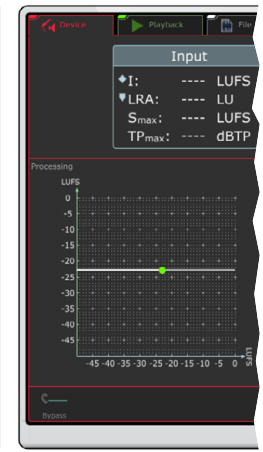 Device Playback File
Input
I: ---- LUFS
LRA: ---- LU
Smax: ---- LUFS
TPmax: ---- dBTP
Processing
LUFS
0
-5
-10
-15
-20
-25
-30
-35
-40
-45
-45 -40 -35 -30 -25 -20 -15 -10 -5 0
LUFS
Bypass